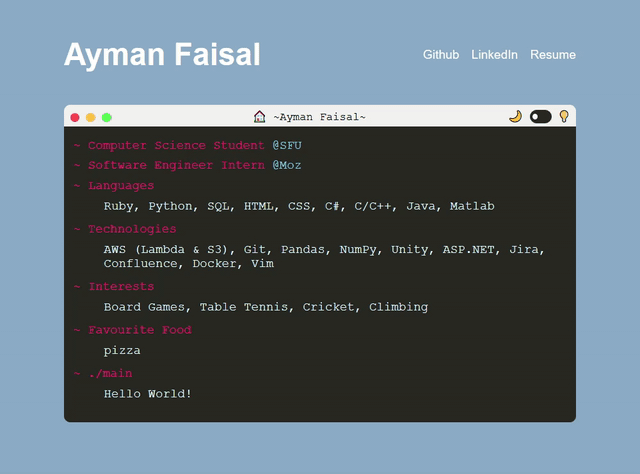 Ayman Faisal
Github LinkedIn Resume
~Ayman Faisal~
~ Computer Science Student @SFU
~ Software Engineer Intern @Moz
~ Languages
Ruby, Python, SQL, HTML, CSS, C#, C/C++, Java, Matlab
~ Technologies
AWS (Lambda & S3), Git, Pandas, NumPy, Unity, ASP.NET, Jira,
Confluence, Docker, Vim
~ Interests
Board Games, Table Tennis, Cricket, Climbing
~ Favourite Food
pizza
~ ./main
Hello World!